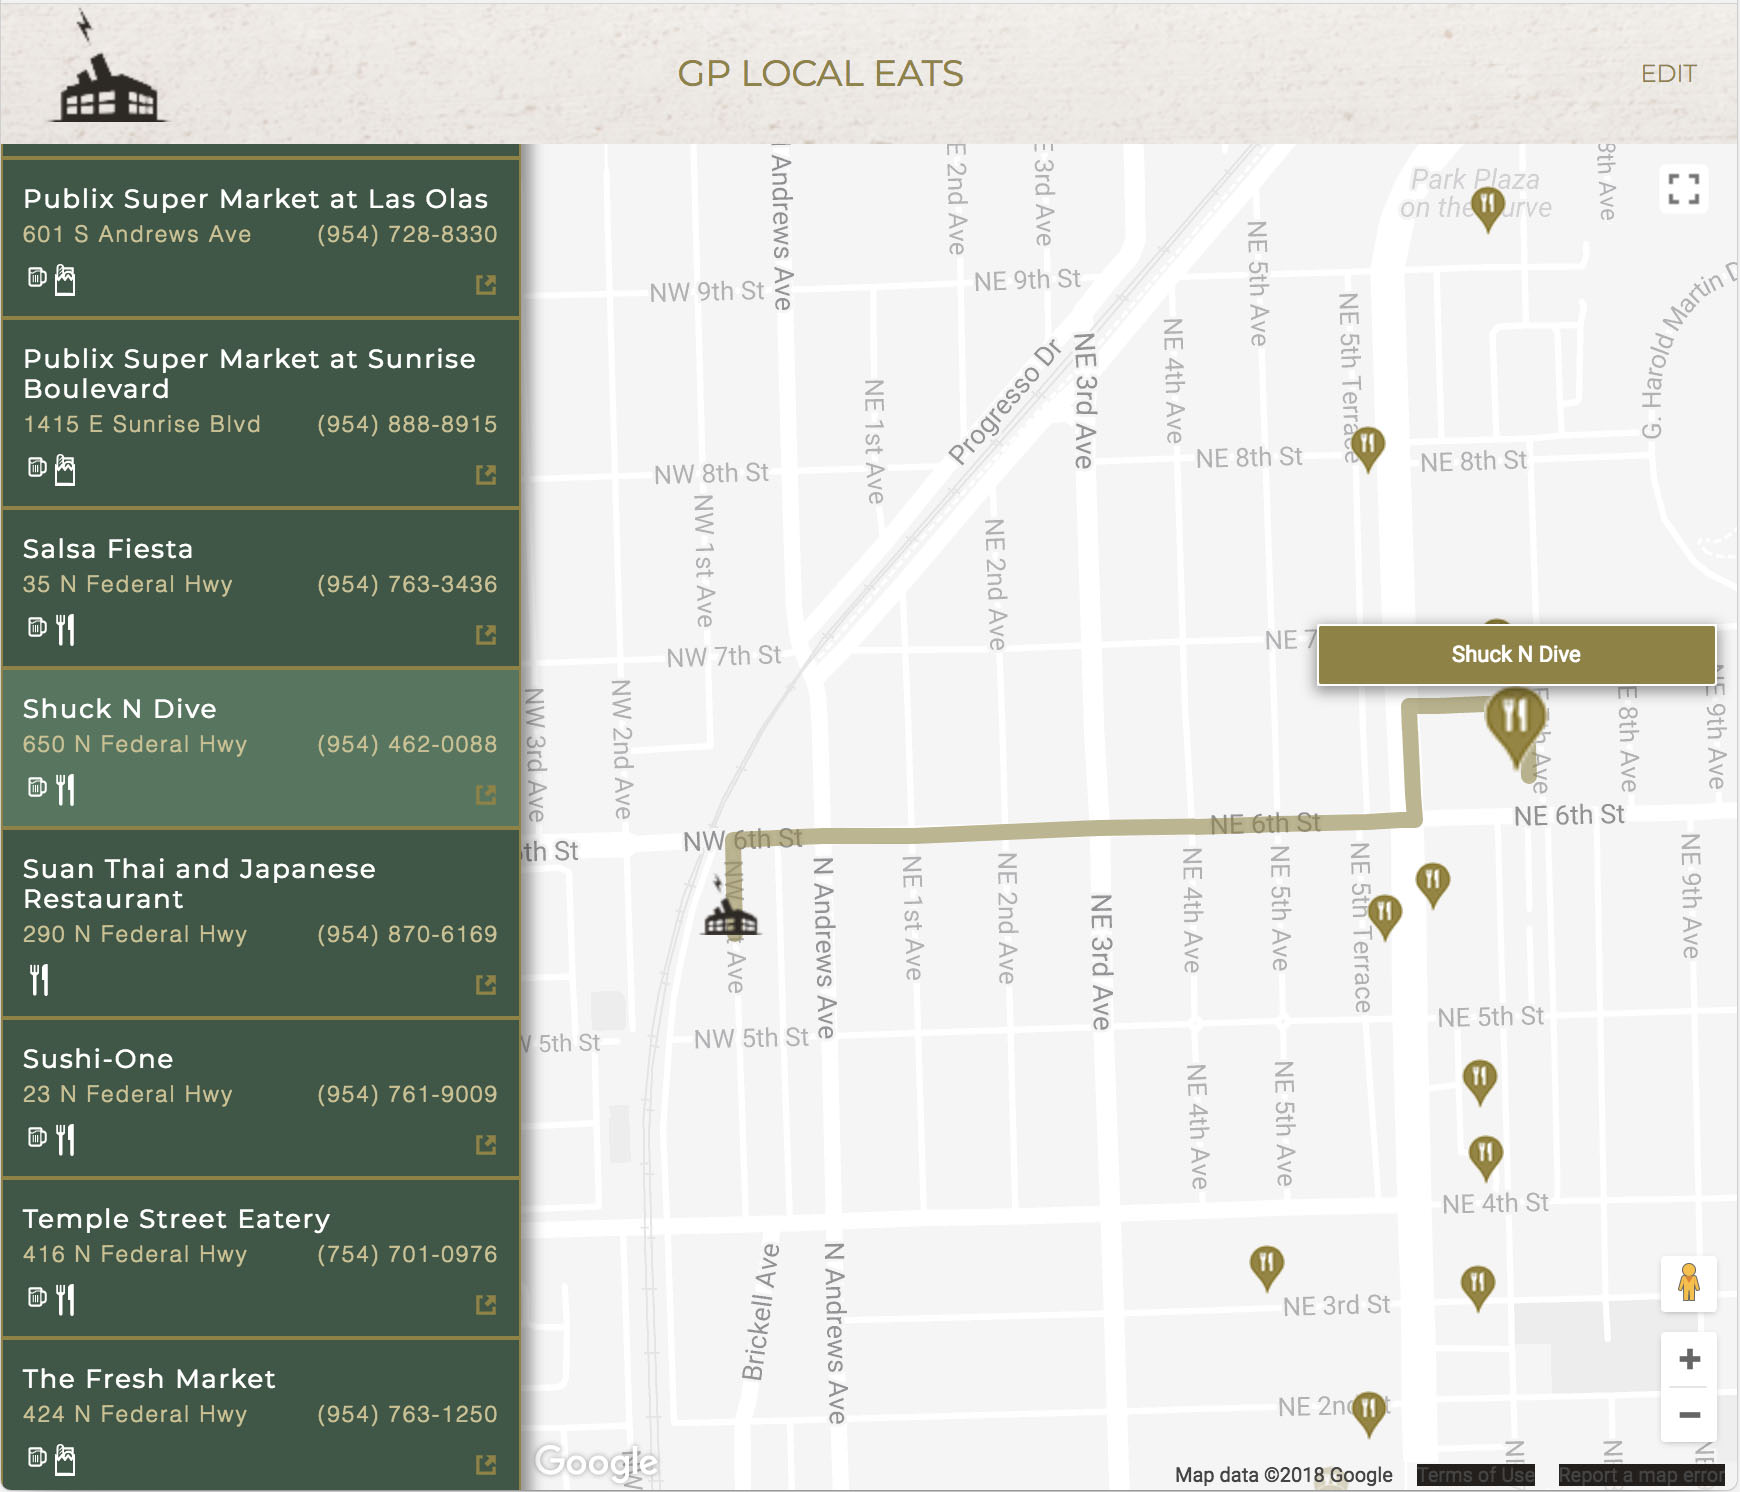 GP LOCAL EATS
EDIT
Publix Super Market at Las Olas
601 S Andrews Ave (954) 728-8330
Publix Super Market at Sunrise
Boulevard
1415 E Sunrise Blvd (954) 888-8915
Salsa Fiesta
35 N Federal Hwy (954) 763-3436
Shuck N Dive
650 N Federal Hwy (954) 462-0088
Suan Thai and Japanese
Restaurant
290 N Federal Hwy (954) 870-6169
Sushi-One
23 N Federal Hwy (954) 761-9009
Temple Street Eatery
416 N Federal Hwy (754) 701-0976
The Fresh Market
424 N Federal Hwy (954) 763-1250
Andrews Ave
E 2nd Ave
E 3rd Ave
Park Plaza
on the
8th Ave
NE 5th Ave
NW 9th St
NE 9th St
NE 5th Terrace
NE 4th Ave
G. Harold Martin D
Progresso Dr
NE 3rd Ave
NE 1st Ave
NW 8th St
NE 8th St
NE 8th St
NW 1st Ave
NE 2nd Ave
NW 7th St
NE 7
Shuck N Dive
NW 3rd Ave
NW 2nd Ave
E 7th Ave
E 8th Ave
NE 9th Ave
NW 6th St
NE 6th St
NE 6th St
th St
NW
Ave
N Andrews Ave
NE 1st Ave
NE 2nd Ave
NE 3rd Ave
NE 4th Ave
NE 5th Ave
NE 5th Terrace
NE 9th Ave
5th St
NW 5th St
NE 5th St
NE 4th Ave
NE 5th Ave
NE 4th St
Brickell Ave
N Andrews Ave
NE 3rd St
NE 2n
Google
Map data ©2018 Google
Terms of Use
Report a map error